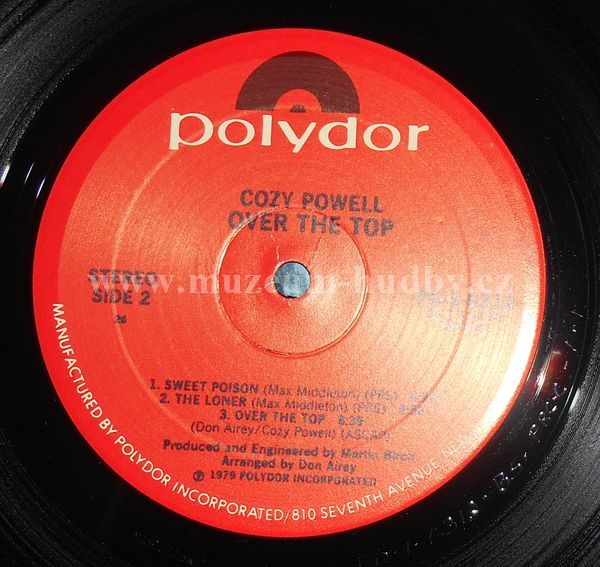 polydor
COZY POWELL
OVER THE TOP
www.muzeum-hudby.cz
STEREO
SIDE 2
26
1. SWEET POISON (Max Middleton) (PRS)
2. THE LONER (Max Middleton) (PRS)
3. OVER THE TOP
(Don Airey/Cozy Powell) (ASCAP)
Produced and Engineered by Martin Birch
Arranged by Don Airey
℗ 1979 POLYDOR INCORPORATED
MANUFACTURED BY POLYDOR INCORPORATED/810 SEVENTH AVENUE,